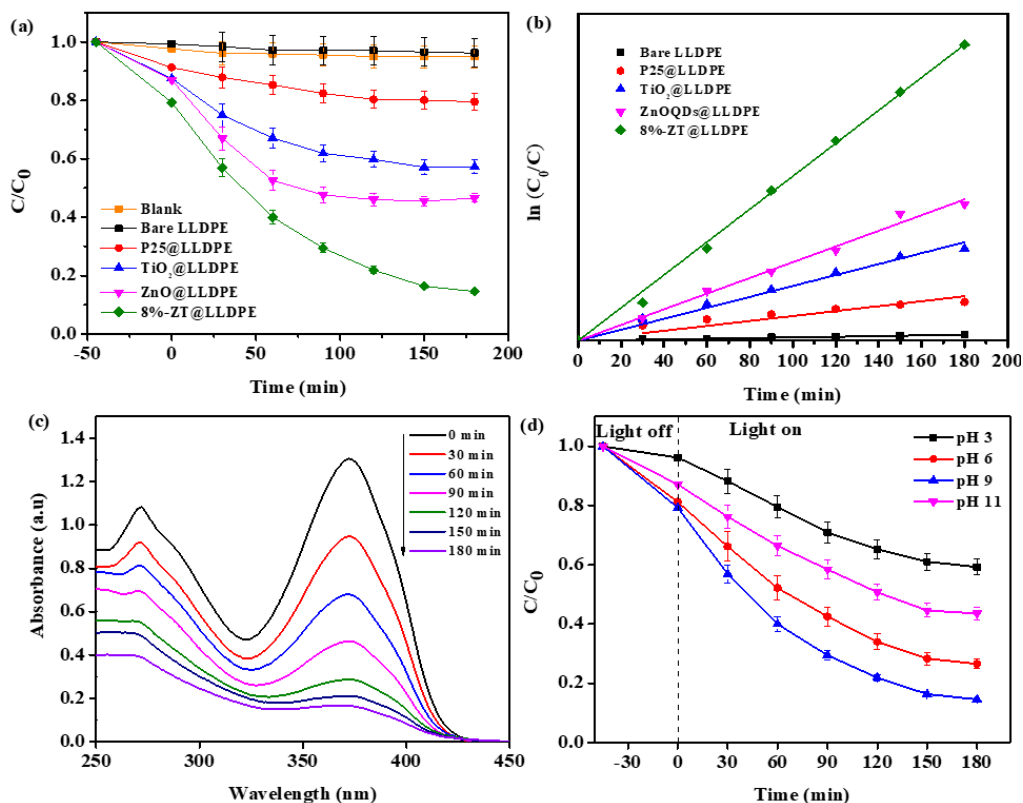 (a)
1.0
0.8
0.6
0.4
0.2
0.0
C/C₀
Blank
Bare LLDPE
P25@LLDPE
TiO₂@LLDPE
ZnO@LLDPE
8%-ZT@LLDPE
-50 0 50 100 150 200
Time (min)
(b)
ln (C₀/C)
Bare LLDPE
P25@LLDPE
TiO₂@LLDPE
ZnOQDs@LLDPE
8%-ZT@LLDPE
0 20 40 60 80 100 120 140 160 180 200
Time (min)
(c)
1.4
1.2
1.0
0.8
0.6
0.4
0.2
0.0
Absorbance (a.u)
0 min
30 min
60 min
90 min
120 min
150 min
180 min
250 300 350 400 450
Wavelength (nm)
(d)
Light off
Light on
1.0
0.8
0.6
0.4
0.2
0.0
C/C₀
pH 3
pH 6
pH 9
pH 11
-30 0 30 60 90 120 150 180
Time (min)